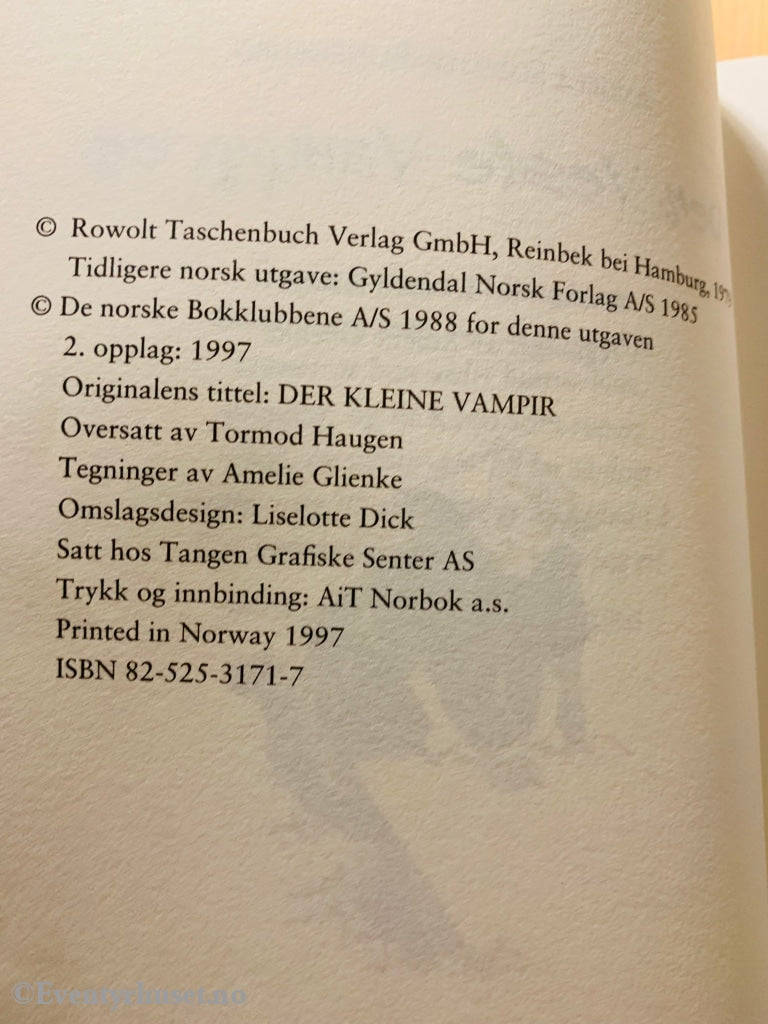 © Rowolt Taschenbuch Verlag GmbH, Reinbek bei Hamburg,
Tidligere norsk utgave: Gyldendal Norsk Forlag A/S 1985
© De norske Bokklubbene A/S 1988 for denne utgaven
2. opplag: 1997
Originalens tittel: DER KLEINE VAMPIR
Oversatt av Tormod Haugen
Tegninger av Amelie Glienke
Omslagsdesign: Liselotte Dick
Satt hos Tangen Grafiske Senter AS
Trykk og innbinding: AiT Norbok a.s.
Printed in Norway 1997
ISBN 82-525-3171-7
©Eventyrhuset.no